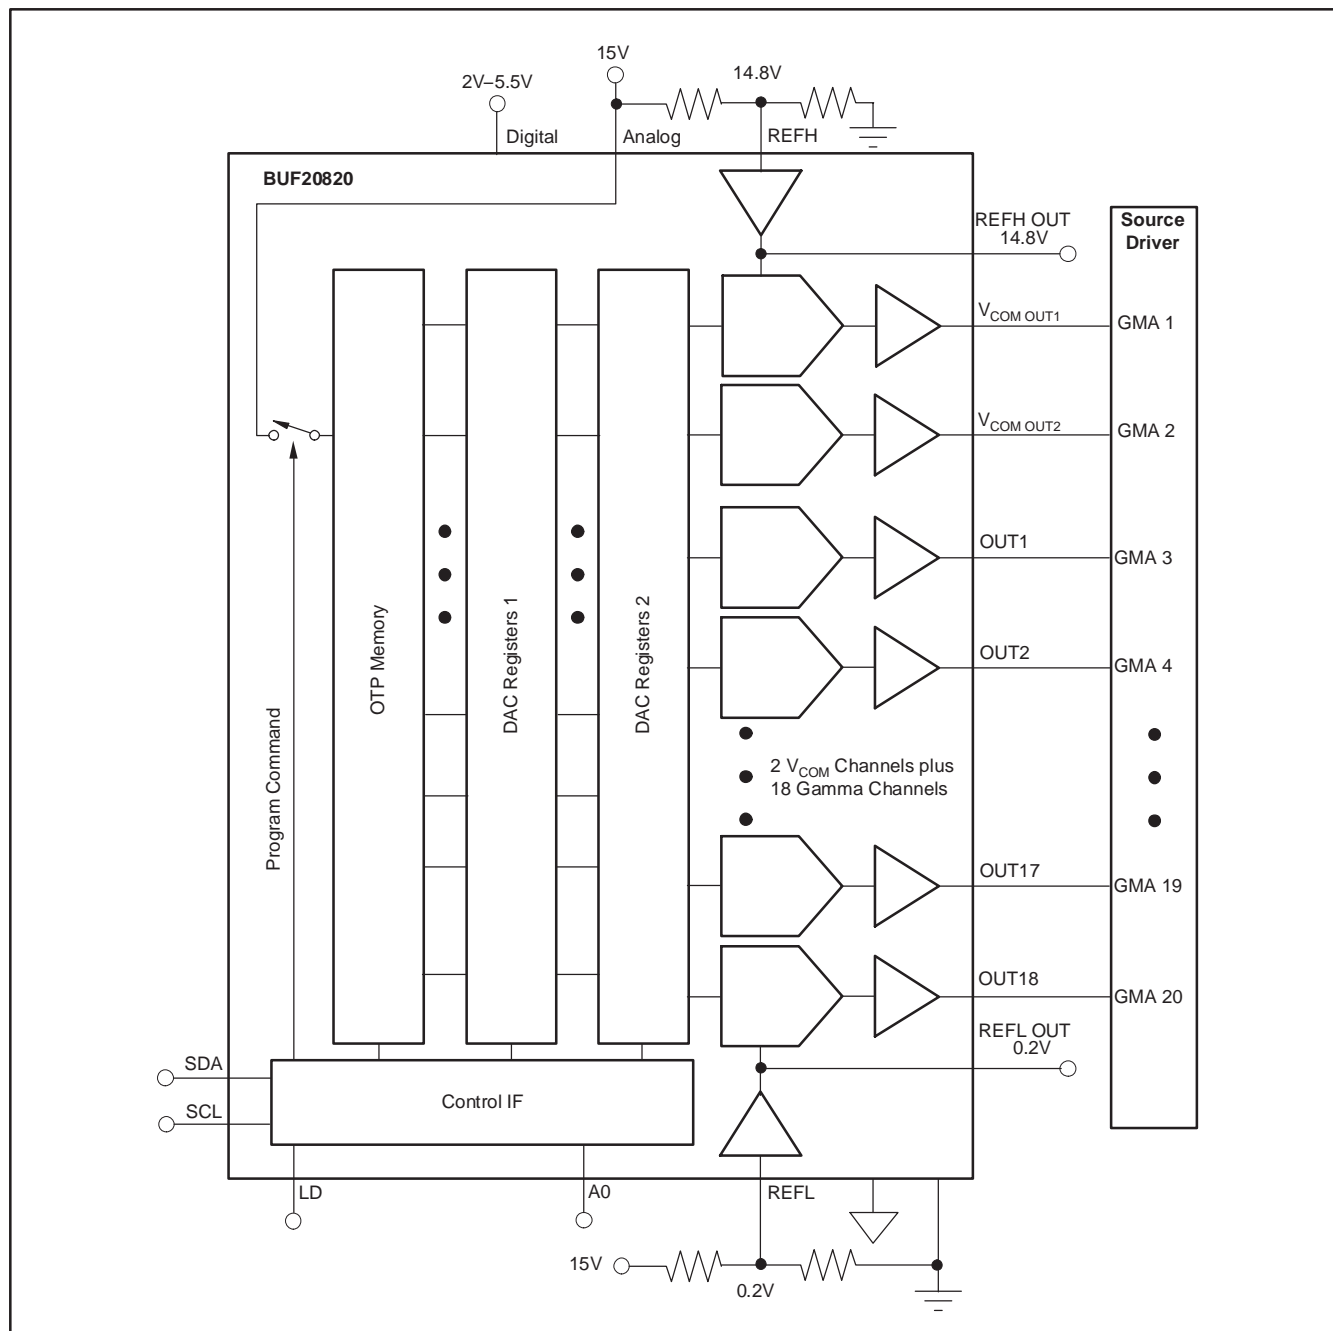 15V
14.8V
2V–5.5V
Digital
Analog
REFH
BUF20820
REFH OUT
14.8V
Source
Driver
VCOM OUT1
GMA 1
VCOM OUT2
GMA 2
OUT1
GMA 3
OUT2
GMA 4
OTP Memory
DAC Registers 1
DAC Registers 2
Program Command
2 VCOM Channels plus
18 Gamma Channels
OUT17
GMA 19
OUT18
GMA 20
REFL OUT
0.2V
SDA
SCL
Control IF
LD
A0
REFL
15V
0.2V